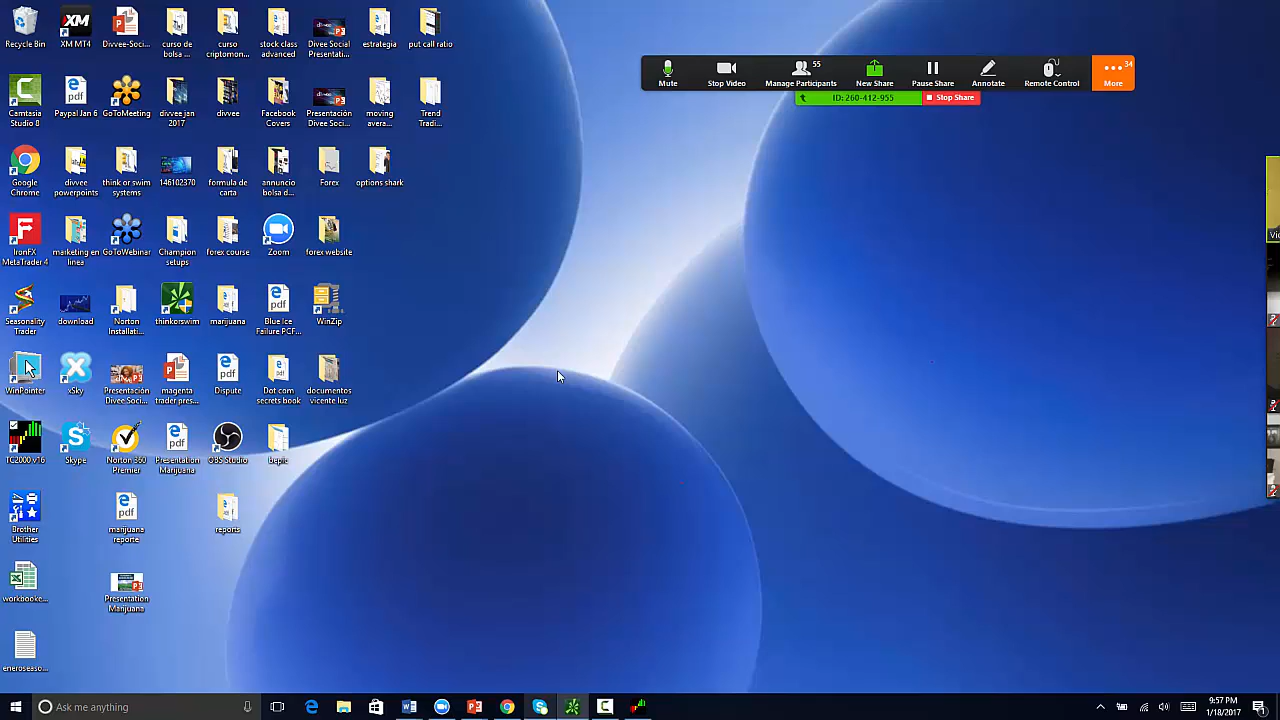 Recycle Bin
XM MT4
Divvee-Soci...
curso de
bolsa ...
curso
criptomon...
stock class
advanced
Divee Social
Presentati...
estrategia
put call ratio
Camtasia
Studio 8
Paypal Jan 6
GoToMeeting
divvee jan
2017
divvee
Facebook
Covers
Presentación
Divee Soci...
moving
avera...
Trend
Tradi...
Google
Chrome
divvee
powerpoints
think or swim
systems
146102370
formula de
carta
annuncio
bolsa d...
Forex
options shark
IronFX
MetaTrader 4
marketing en
linea
GoToWebinar
Champion
setups
forex course
Zoom
forex website
Seasonality
Trader
download
Norton
Installati...
thinkorswim
marijuana
Blue Ice
Failure PCF...
WinZip
WinPointer
xSky
Presentación
Divee Soci...
magenta
trader pres...
Dispute
Dot com
secrets book
documentos
vicente luz
TC2000 v16
Skype
Norton 360
Premier
Presentation
Marijuana
OBS Studio
bepic
Brother
Utilities
marijuana
reporte
reports
workbooke...
Presentation
Marijuana
eneroseaso...
Mute
Stop Video
55
Manage Participants
New Share
Pause Share
Annotate
Remote Control
34
More
ID: 260-412-955
Stop Share
Vic
Ask me anything
9:57 PM
1/18/2017